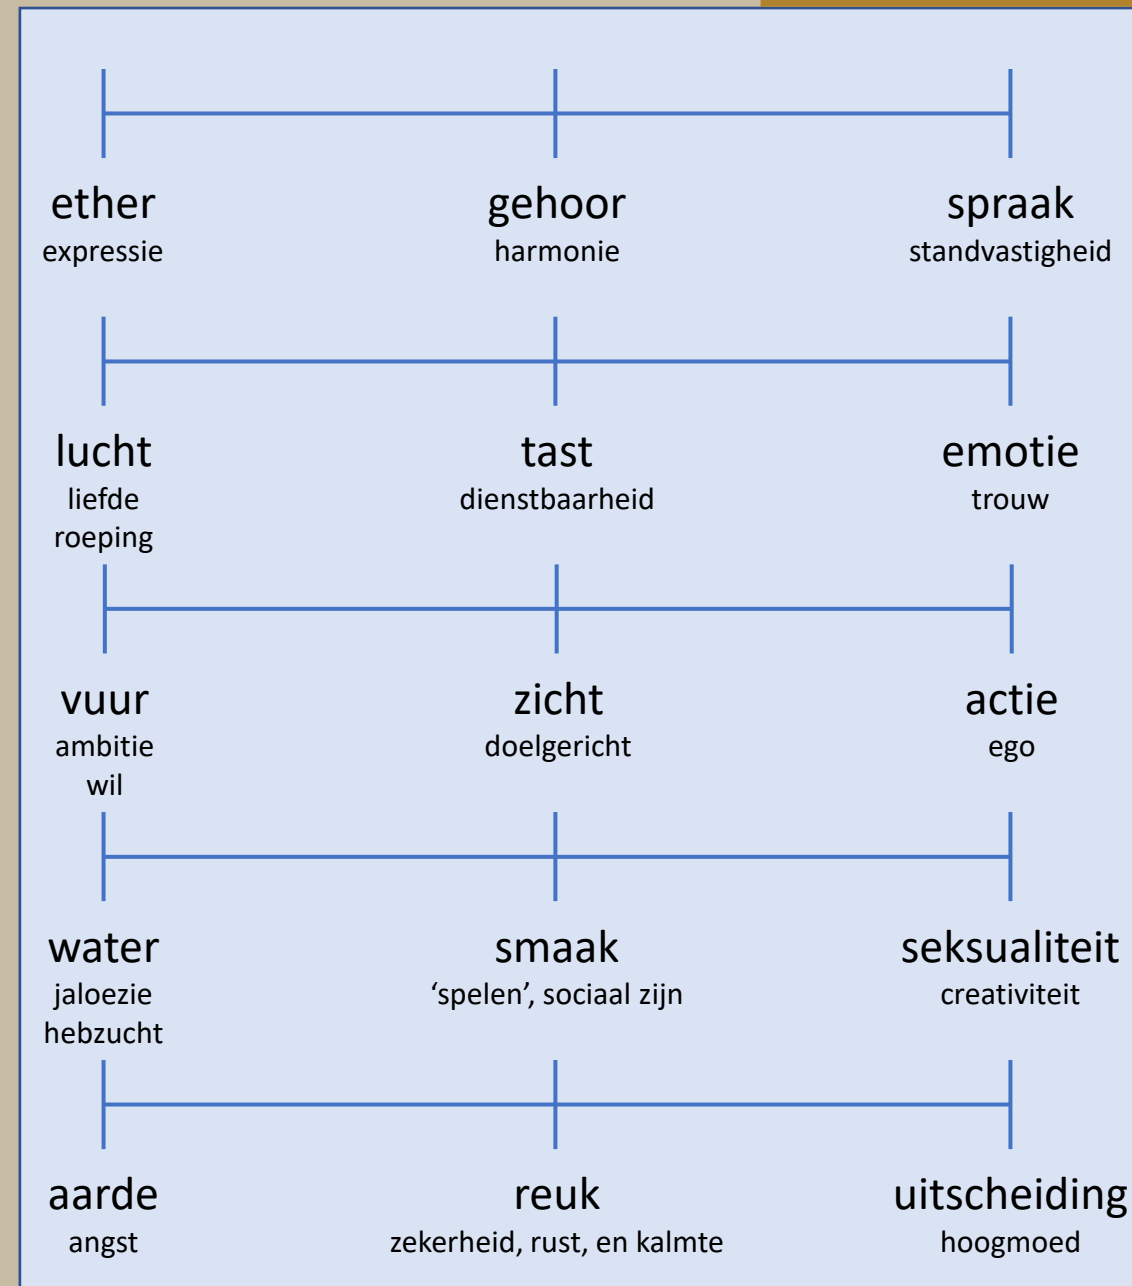 ether gehoor spraak
expressie harmonie standvastigheid
lucht tast emotie
liefde dienstbaarheid trouw
roeping
vuur zicht actie
ambitie doelgericht ego
wil
water smaak seksualiteit
jaloezie ‘spelen’, sociaal zijn creativiteit
hebzucht
aarde reuk uitscheiding
angst zekerheid, rust, en kalmte hoogmoed